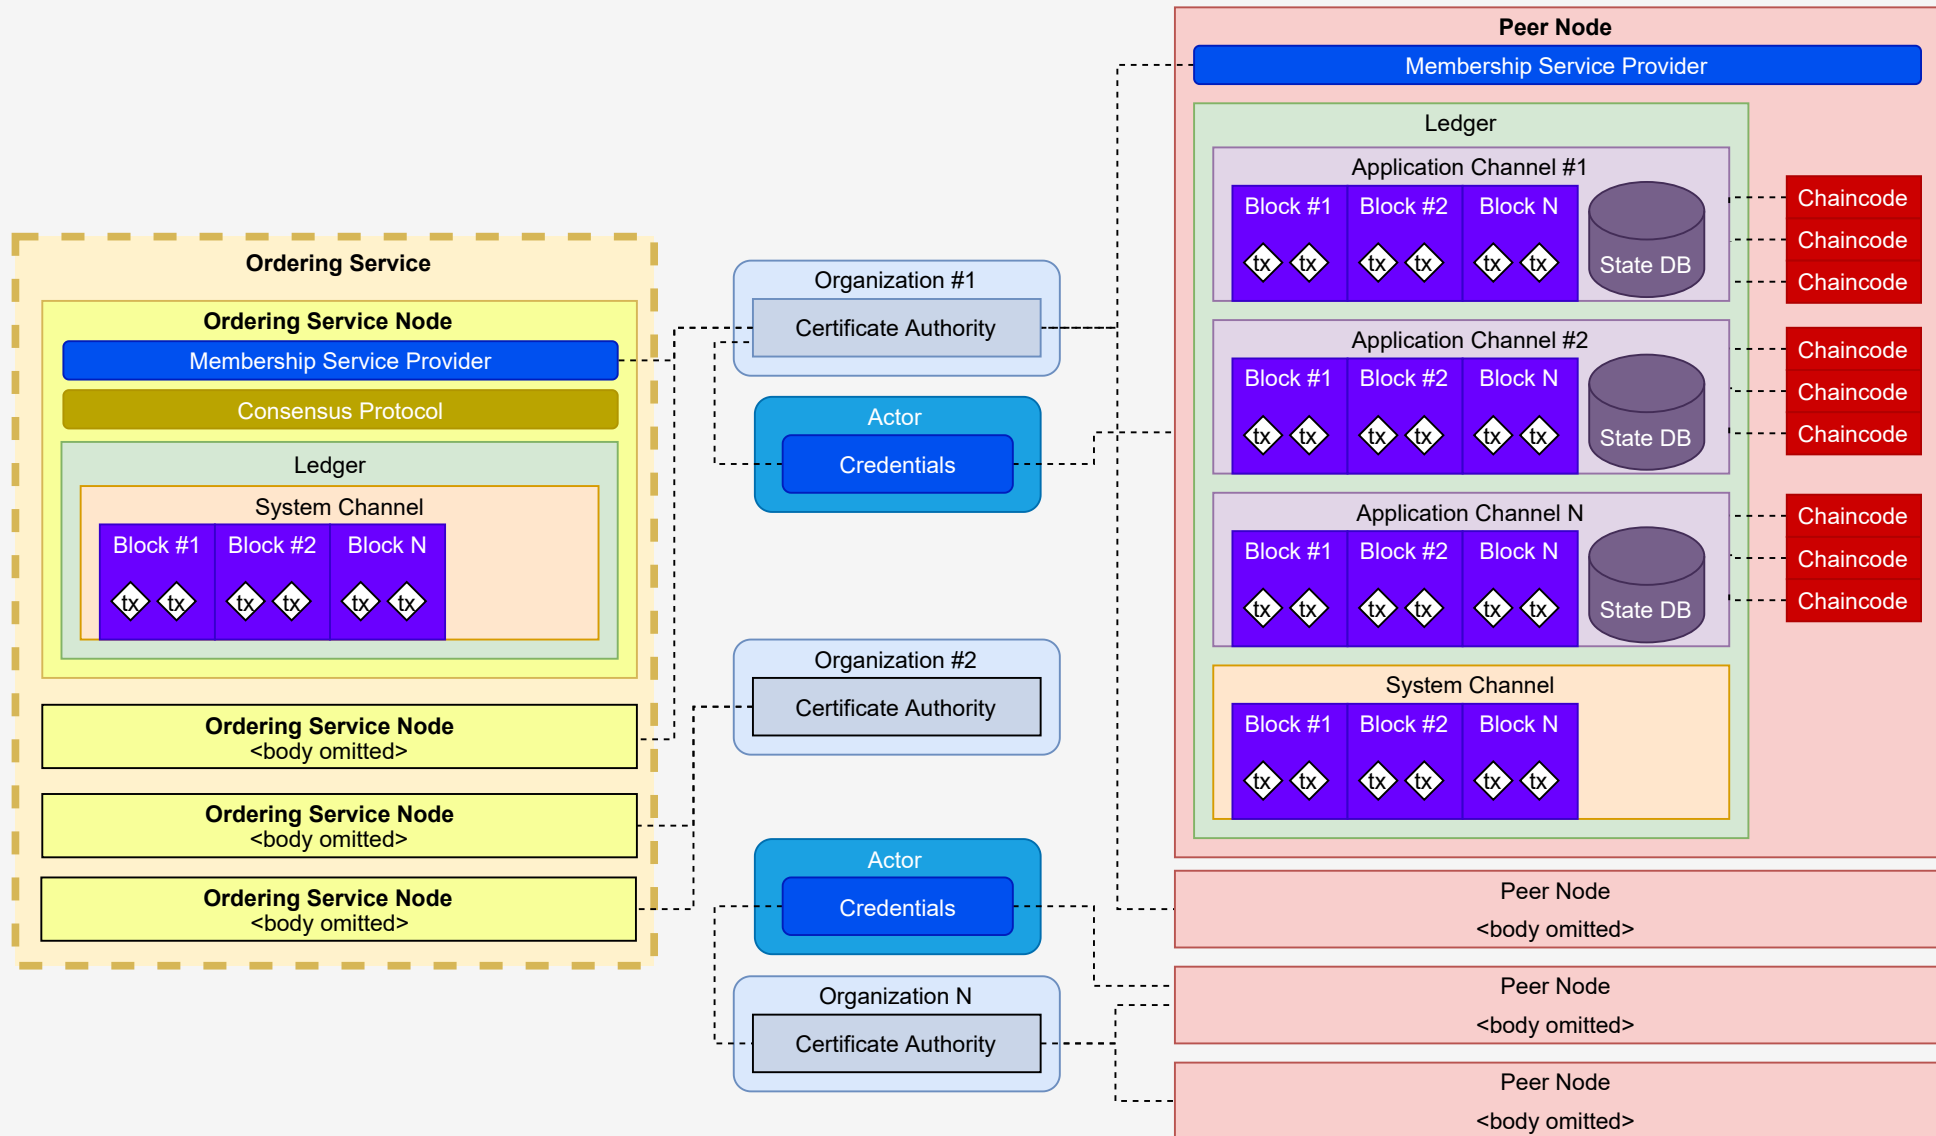 Ordering Service
Ordering Service Node
Membership Service Provider
Consensus Protocol
Ledger
System Channel
Block #1 Block #2 Block N
tx tx tx tx tx tx
Ordering Service Node
<body omitted>
Ordering Service Node
<body omitted>
Ordering Service Node
<body omitted>
Organization #1
Certificate Authority
Actor
Credentials
Organization #2
Certificate Authority
Actor
Credentials
Organization N
Certificate Authority
Peer Node
Membership Service Provider
Ledger
Application Channel #1
Block #1 Block #2 Block N
tx tx tx tx tx tx
State DB
Chaincode
Chaincode
Chaincode
Application Channel #2
Block #1 Block #2 Block N
tx tx tx tx tx tx
State DB
Chaincode
Chaincode
Chaincode
Application Channel N
Block #1 Block #2 Block N
tx tx tx tx tx tx
State DB
Chaincode
Chaincode
Chaincode
System Channel
Block #1 Block #2 Block N
tx tx tx tx tx tx
Peer Node
<body omitted>
Peer Node
<body omitted>
Peer Node
<body omitted>